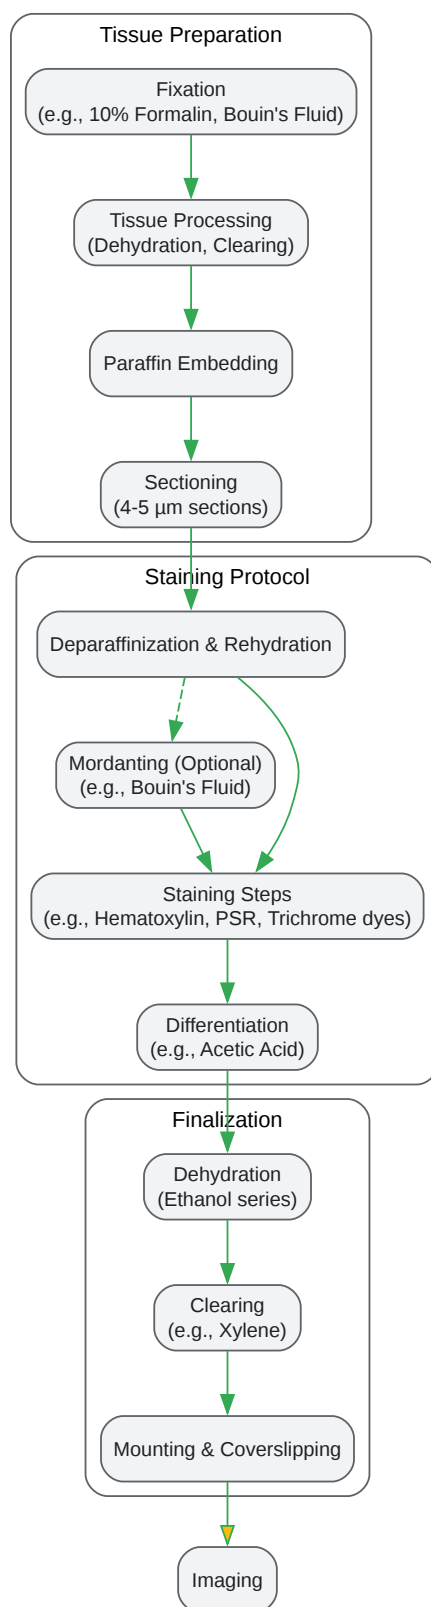 Tissue Preparation
Fixation
(e.g., 10% Formalin, Bouin's Fluid)
Tissue Processing
(Dehydration, Clearing)
Paraffin Embedding
Sectioning
(4-5 µm sections)
Staining Protocol
Deparaffinization & Rehydration
Mordanting (Optional)
(e.g., Bouin's Fluid)
Staining Steps
(e.g., Hematoxylin, PSR, Trichrome dyes)
Differentiation
(e.g., Acetic Acid)
Finalization
Dehydration
(Ethanol series)
Clearing
(e.g., Xylene)
Mounting & Coverslipping
Imaging